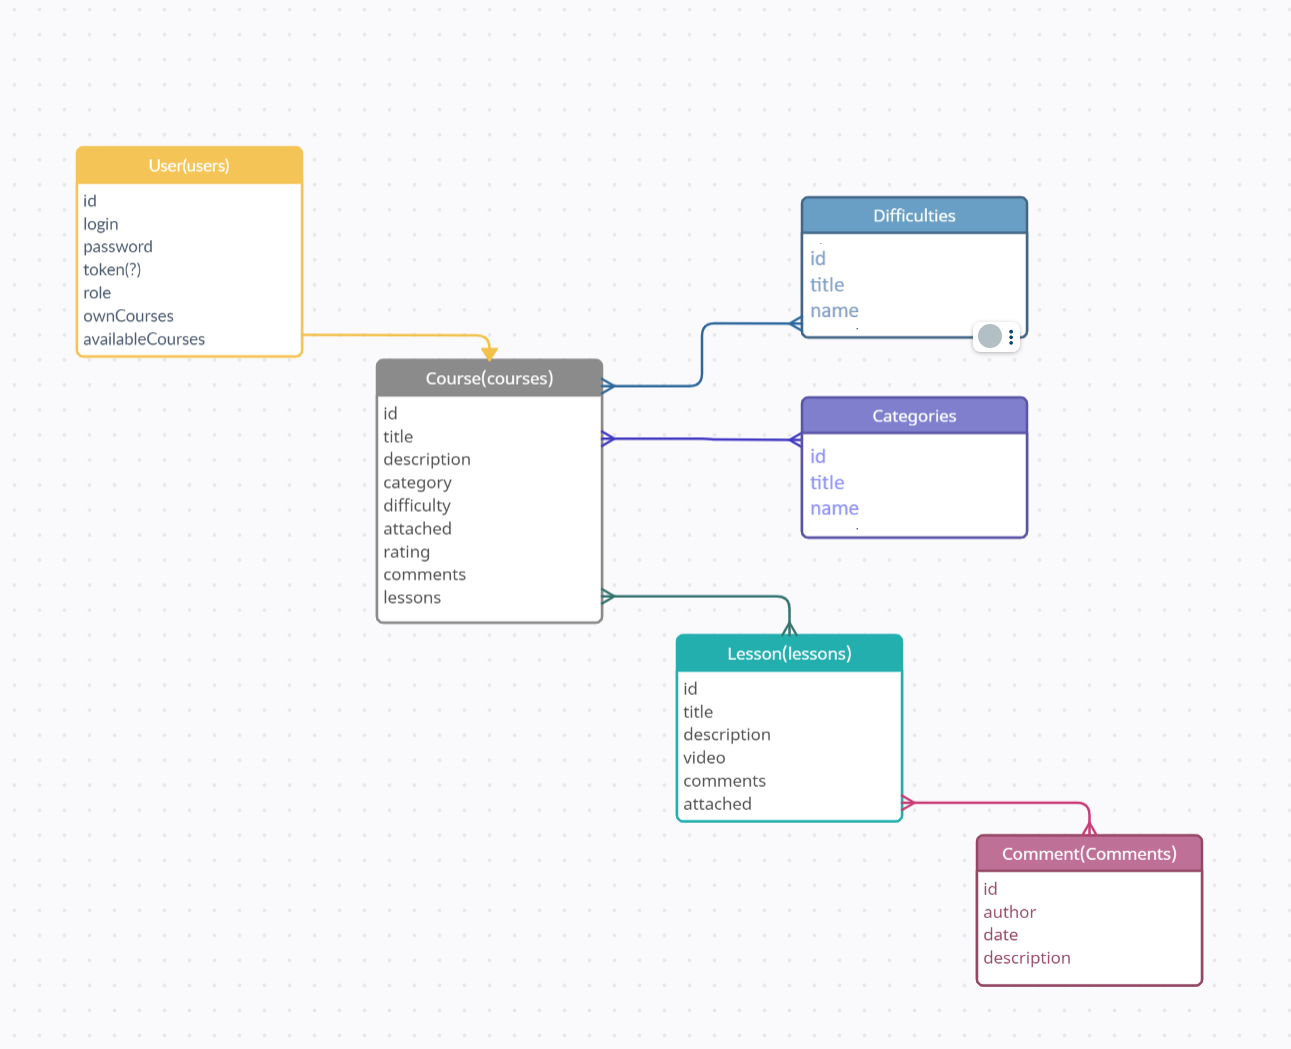 User(users)
id
login
password
token(?)
role
ownCourses
availableCourses
Course(courses)
id
title
description
category
difficulty
attached
rating
comments
lessons
Difficulties
id
title
name
Categories
id
title
name
Lesson(lessons)
id
title
description
video
comments
attached
Comment(Comments)
id
author
date
description